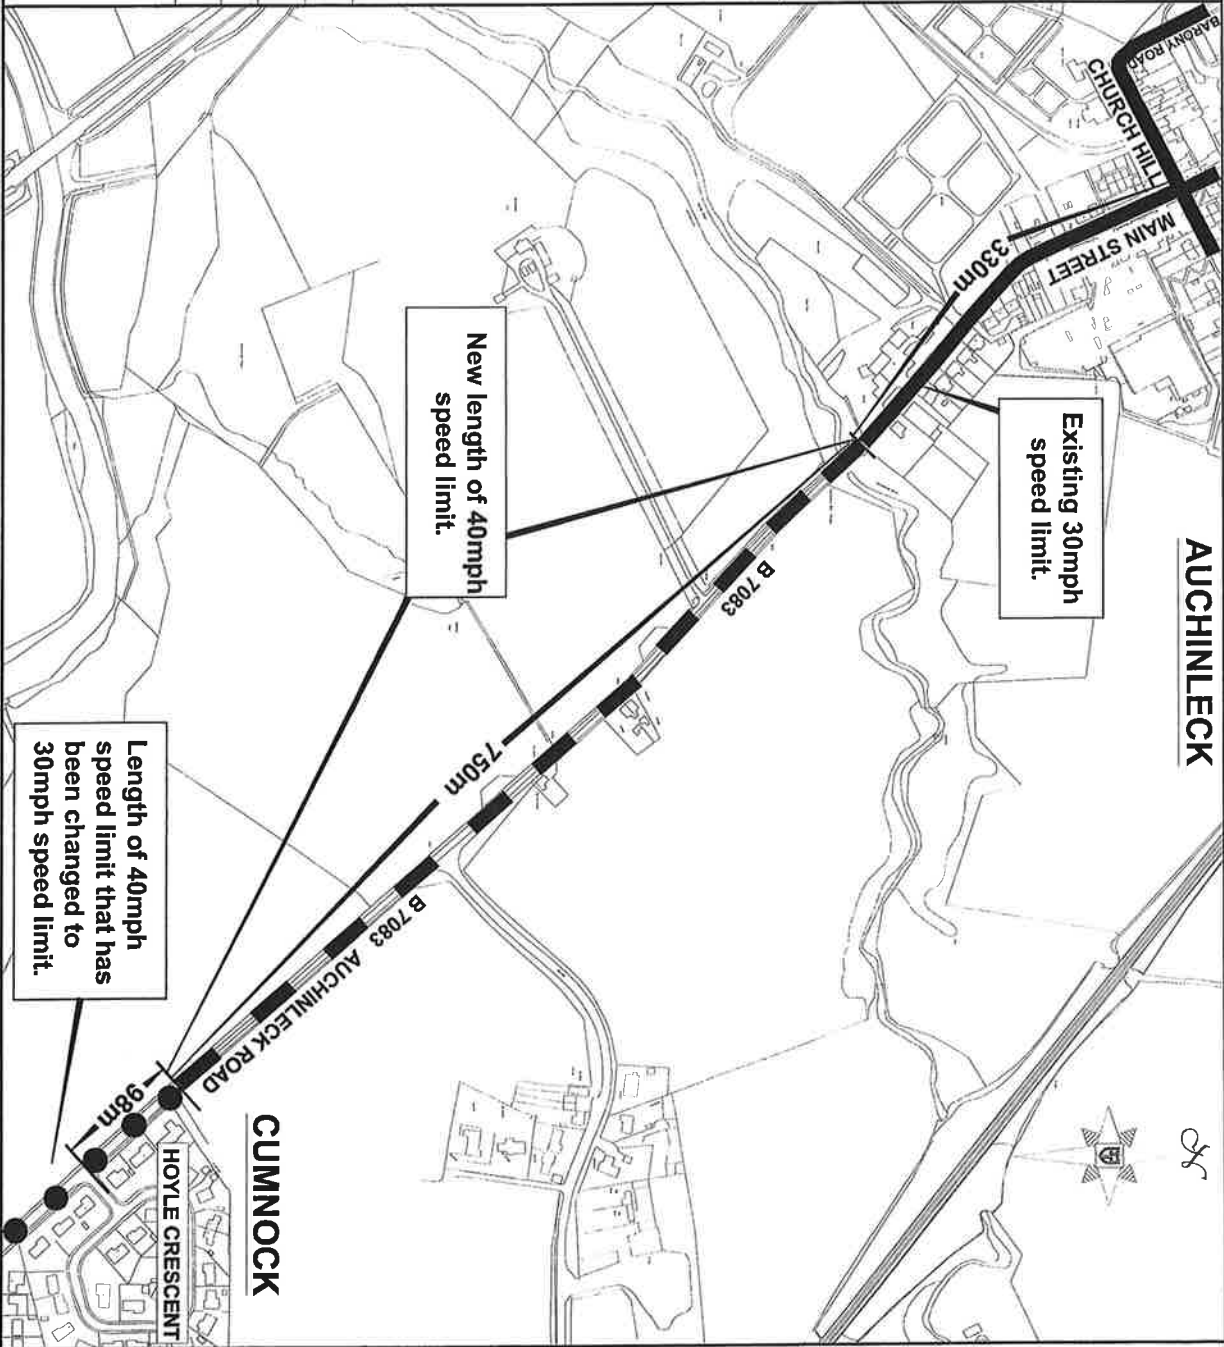 AUCHINLECK
BARONY ROAD
CHURCH HILL
MAIN STREET
330m
Existing 30mph
speed limit.
New length of 40mph
speed limit.
B 7083
750m
B 7083 AUCHINLECK ROAD
Length of 40mph
speed limit that has
been changed to
30mph speed limit.
98m
CUMNOCK
HOYLE CRESCENT
N